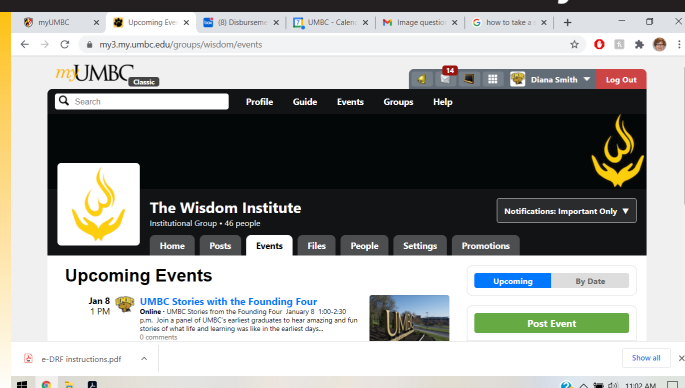 myUMBC
Upcoming Eve
(8) Disburseme
UMBC - Calen
Image question
how to take a s
my3.my.umbc.edu/groups/wisdom/events
myUMBC
Classic
14
Diana Smith
Log Out
Search
Profile
Guide
Events
Groups
Help
The Wisdom Institute
Institutional Group • 46 people
Notifications: Important Only ▼
Home
Posts
Events
Files
People
Settings
Promotions
Upcoming Events
Upcoming
By Date
Jan 8
1 PM
UMBC Stories with the Founding Four
Online • UMBC Stories from the Founding Four January 8 1:00-2:30
p.m. Join a panel of UMBC's earliest graduates to hear amazing and fun
stories of what life and learning was like in the earliest days...
0 comments
UMB
Post Event
e-DRF instructions.pdf
Show all
11:02 AM